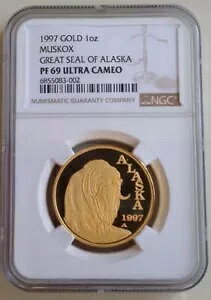 1997 GOLD 1oz
MUSKOX
GREAT SEAL OF ALASKA
PF 69 ULTRA CAMEO
6855083-002
NUMISMATIC GUARANTY COMPANY
NGC
ALASKA
1997